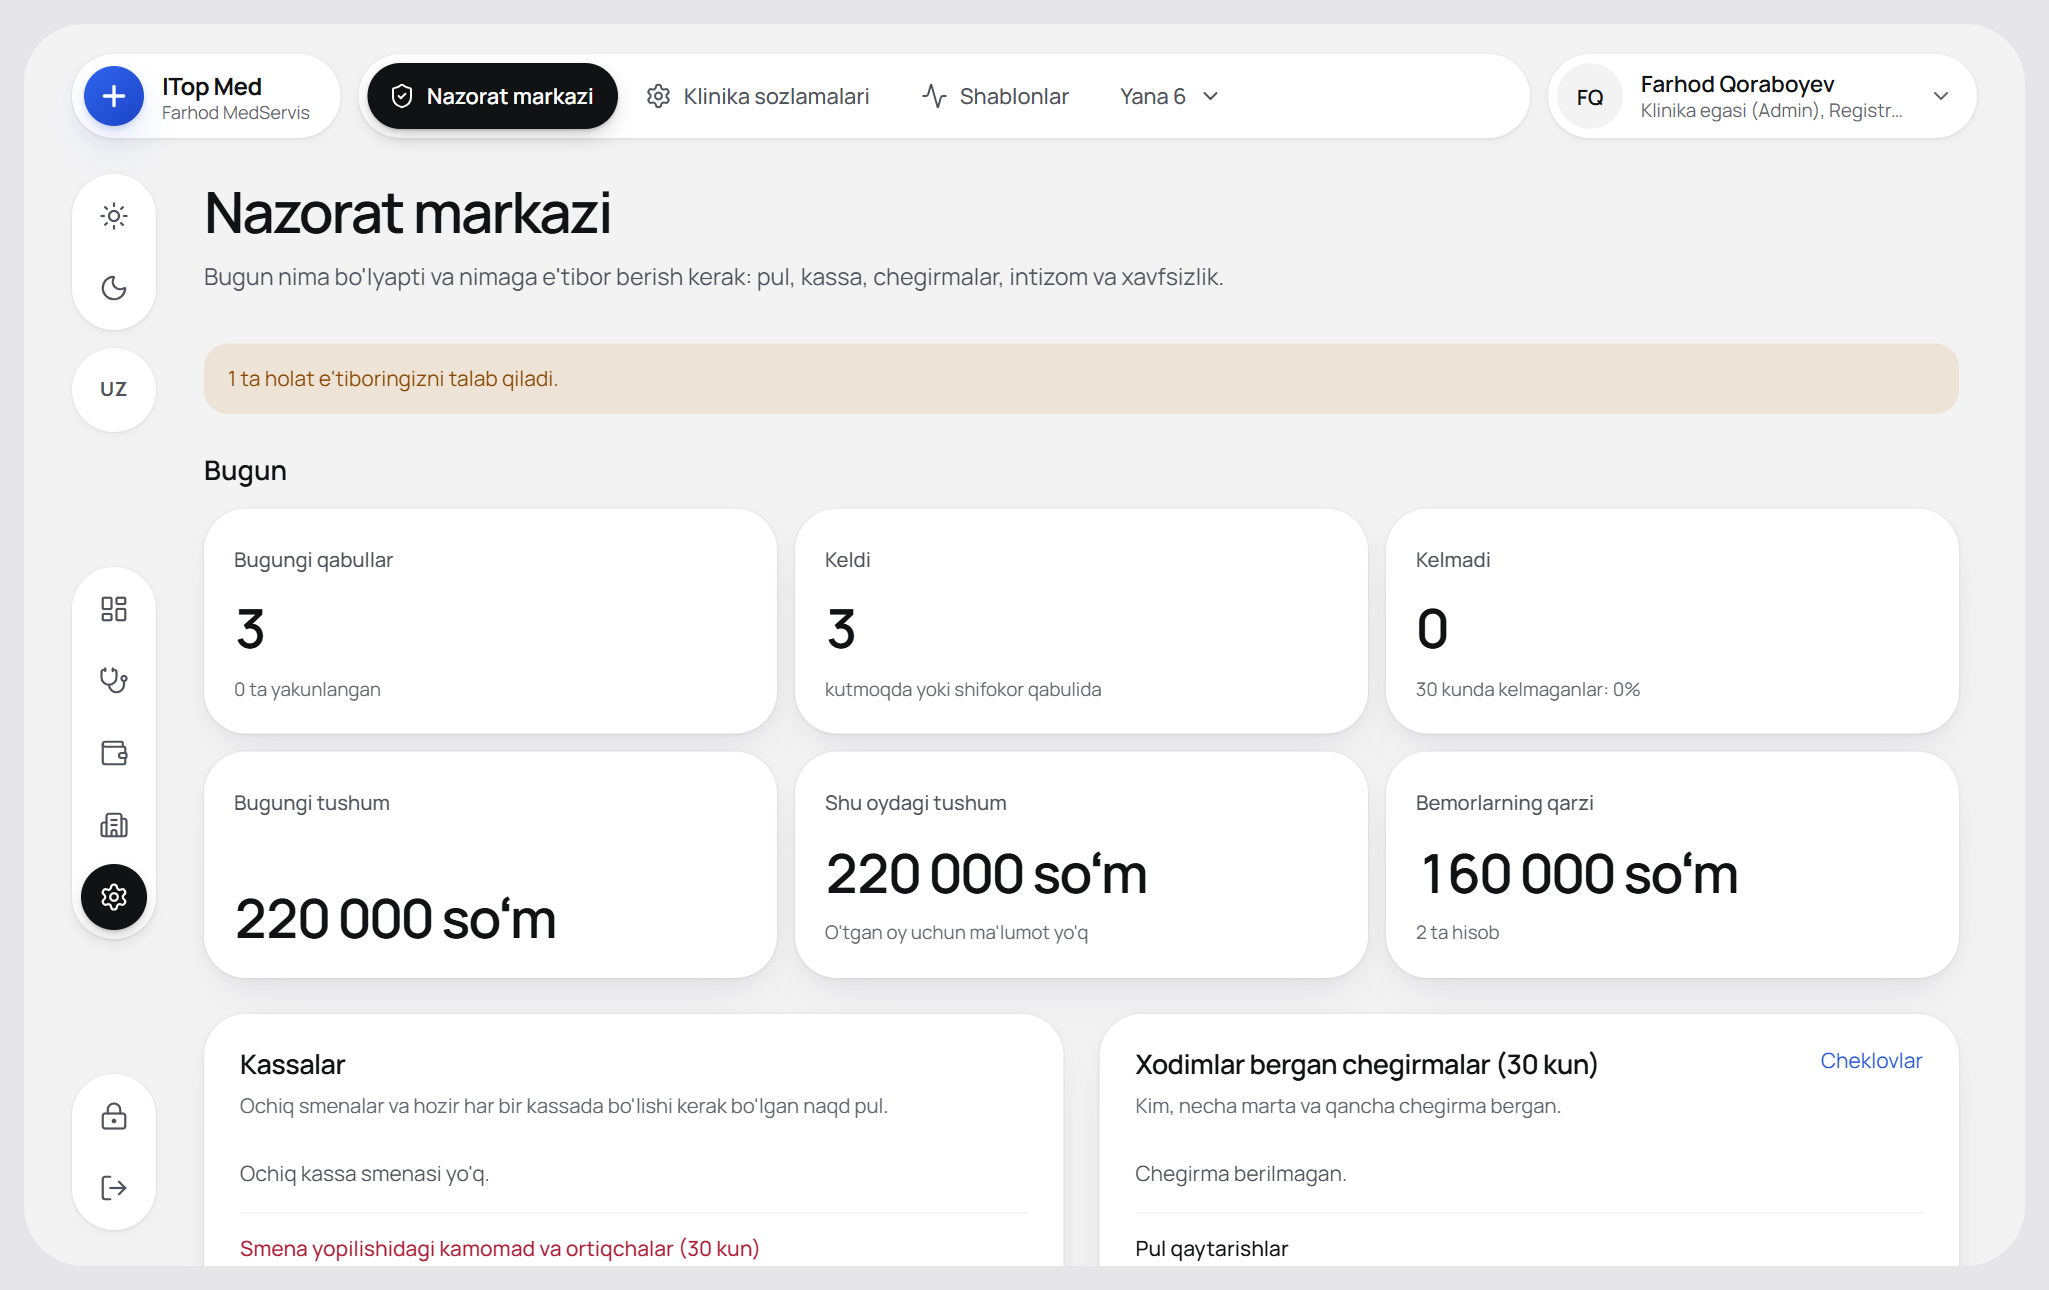 ITop Med
Farhod MedServis
Nazorat markazi
Klinika sozlamalari
Shablonlar
Yana 6
FQ
Farhod Qoraboyev
Klinika egasi (Admin), Registr...
UZ
Nazorat markazi
Bugun nima bo'lyapti va nimaga e'tibor berish kerak: pul, kassa, chegirmalar, intizom va xavfsizlik.
1 ta holat e'tiboringizni talab qiladi.
Bugun
Bugungi qabullar
3
0 ta yakunlangan
Keldi
3
kutmoqda yoki shifokor qabulida
Kelmadi
0
30 kunda kelmaganlar: 0%
Bugungi tushum
220 000 soʻm
Shu oydagi tushum
220 000 soʻm
O'tgan oy uchun ma'lumot yo'q
Bemorlarning qarzi
160 000 soʻm
2 ta hisob
Kassalar
Ochiq smenalar va hozir har bir kassada bo'lishi kerak bo'lgan naqd pul.
Ochiq kassa smenasi yo'q.
Smena yopilishidagi kamomad va ortiqchalar (30 kun)
Xodimlar bergan chegirmalar (30 kun)
Cheklovlar
Kim, necha marta va qancha chegirma bergan.
Chegirma berilmagan.
Pul qaytarishlar